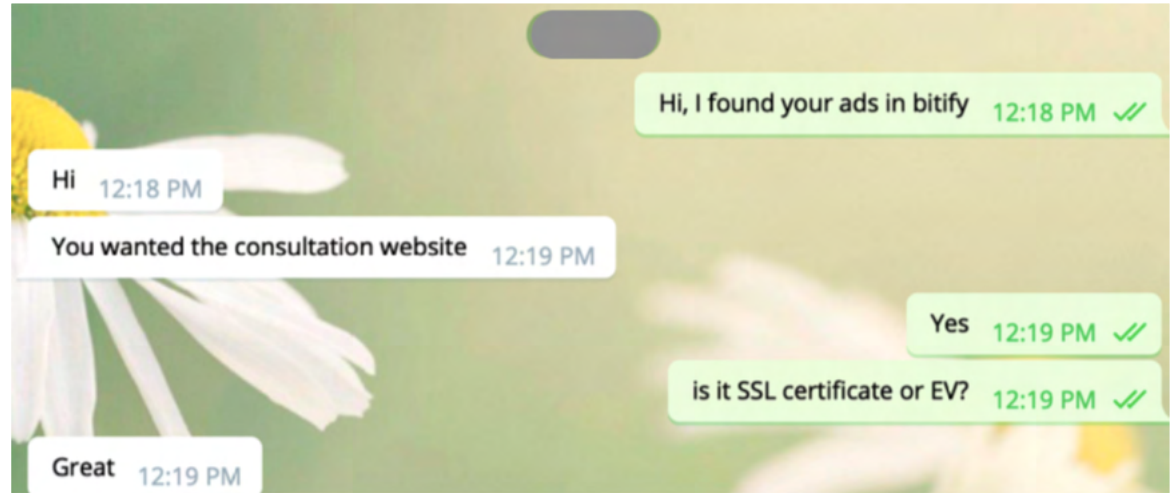 Hi, I found your ads in bitify 12:18 PM
Hi 12:18 PM
You wanted the consultation website 12:19 PM
Yes 12:19 PM
is it SSL certificate or EV? 12:19 PM
Great 12:19 PM